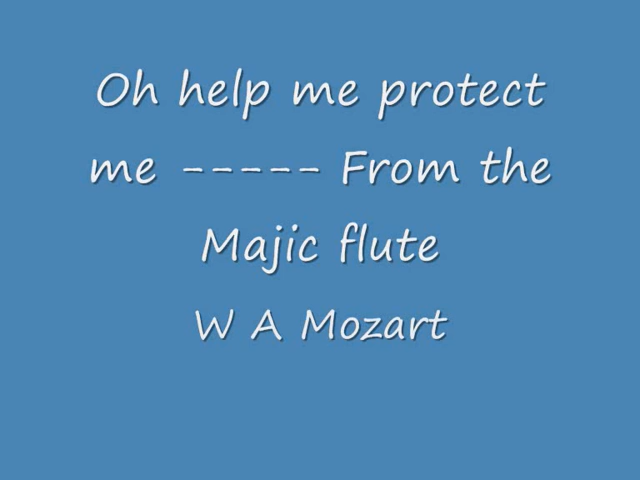 Oh help me protect
me ----- From the
Majic flute
W A Mozart